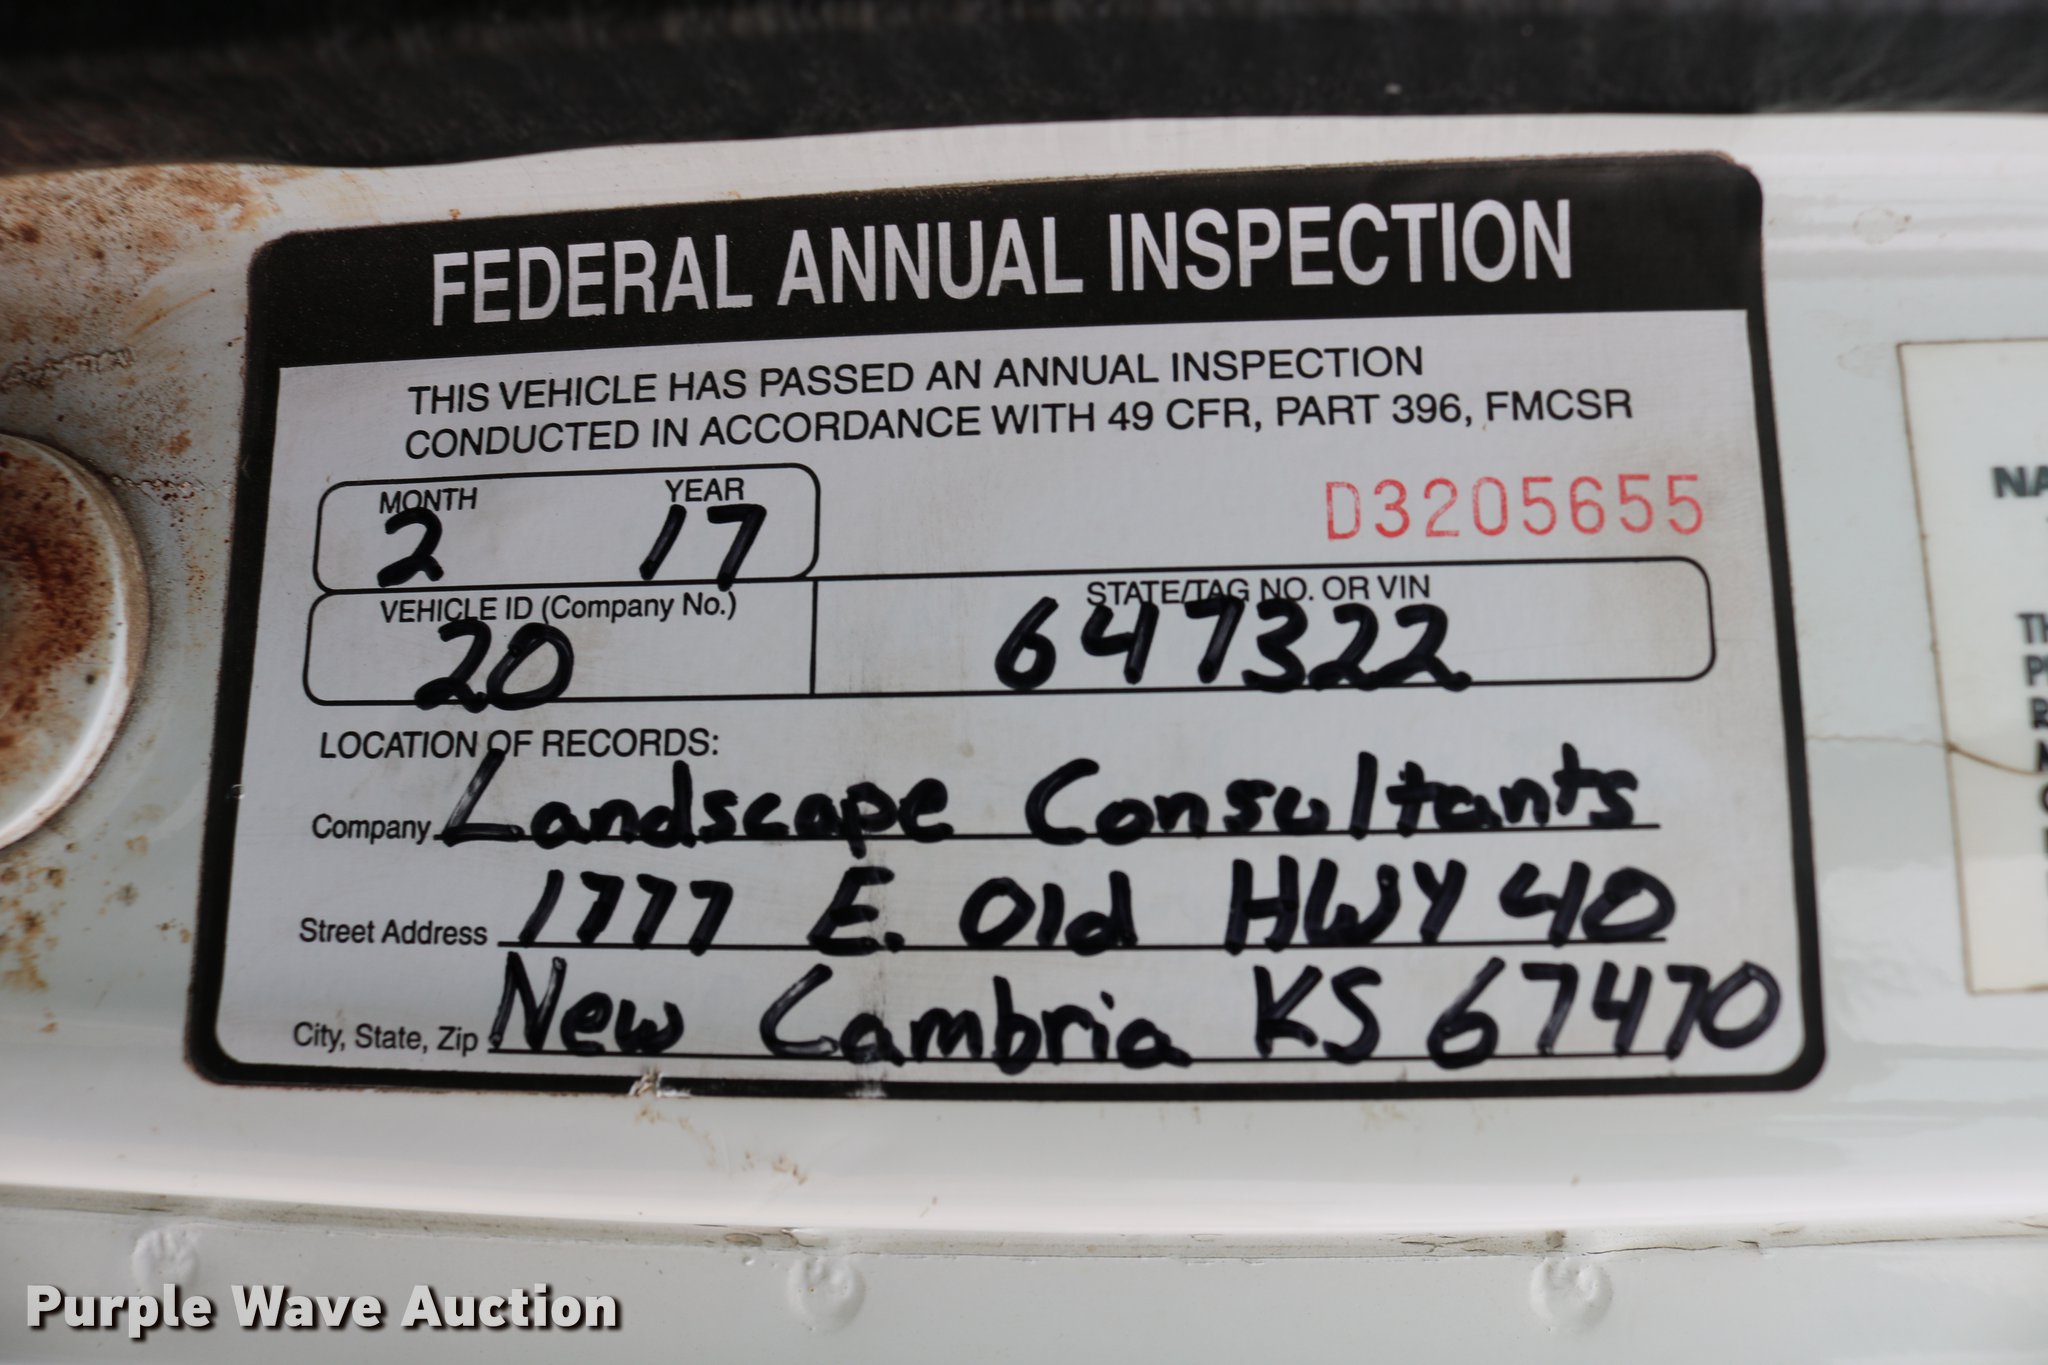 FEDERAL ANNUAL INSPECTION
THIS VEHICLE HAS PASSED AN ANNUAL INSPECTION
CONDUCTED IN ACCORDANCE WITH 49 CFR, PART 396, FMCSR
MONTH YEAR
2 17
D3205655
VEHICLE ID (Company No.)
20
STATE/TAG NO. OR VIN
647322
LOCATION OF RECORDS:
Company Landscape Consultants
Street Address 1777 E. Old HWY 40
City, State, Zip New Cambria KS 67470
Purple Wave Auction